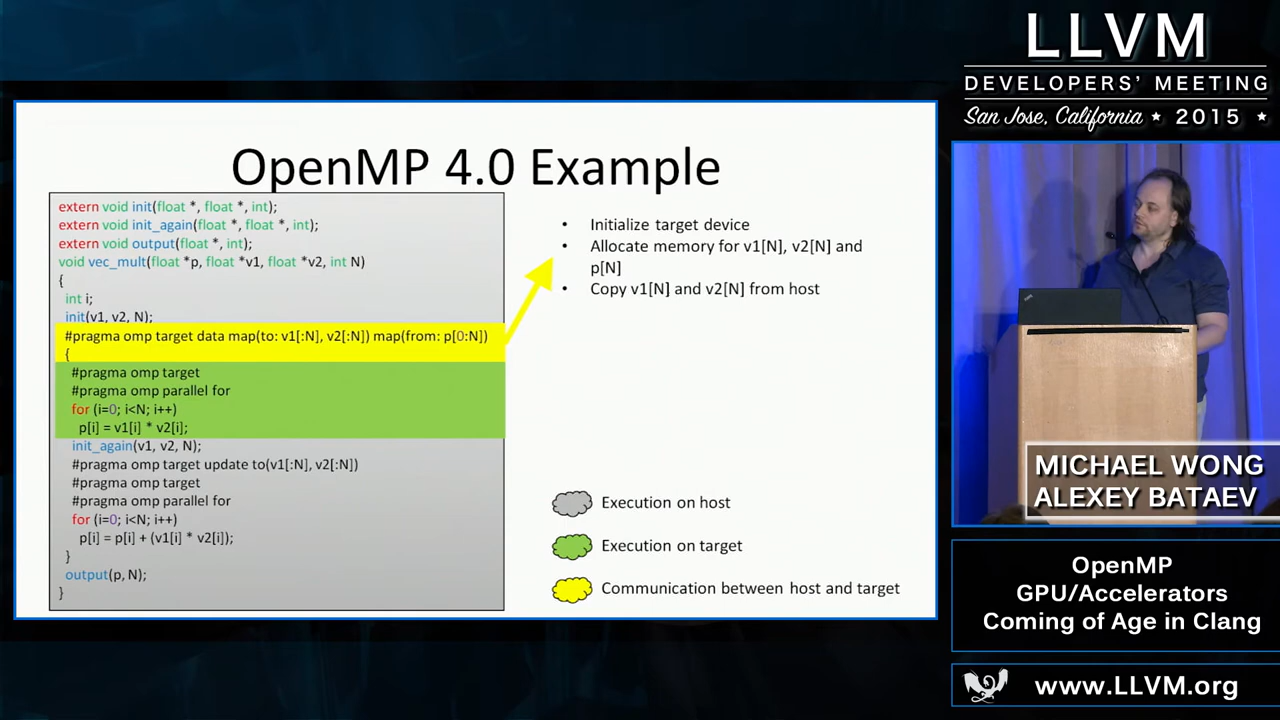 LLVM
DEVELOPERS' MEETING
San Jose, California ★ 2015 ★
OpenMP 4.0 Example
extern void init(float *, float *, int);
extern void init_again(float *, float *, int);
extern void output(float *, int);
void vec_mult(float *p, float *v1, float *v2, int N)
{
int i;
init(v1, v2, N);
#pragma omp target data map(to: v1[:N], v2[:N]) map(from: p[0:N])
{
#pragma omp target
#pragma omp parallel for
for (i=0; i<N; i++)
p[i] = v1[i] * v2[i];
init_again(v1, v2, N);
#pragma omp target update to(v1[:N], v2[:N])
#pragma omp target
#pragma omp parallel for
for (i=0; i<N; i++)
p[i] = p[i] + (v1[i] * v2[i]);
}
output(p, N);
}
• Initialize target device
• Allocate memory for v1[N], v2[N] and
p[N]
• Copy v1[N] and v2[N] from host
Execution on host
Execution on target
Communication between host and target
MICHAEL WONG
ALEXEY BATAEV
OpenMP
GPU/Accelerators
Coming of Age in Clang
www.LLVM.org